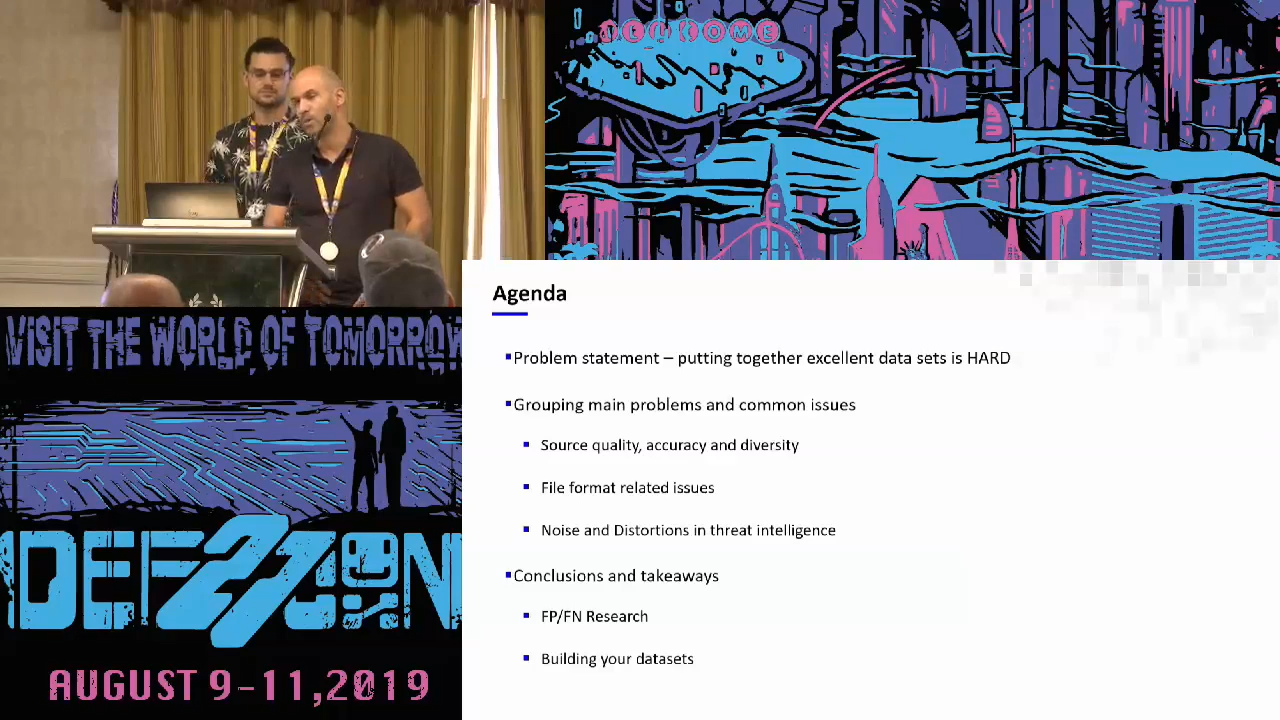 WELCOME
Agenda
▪Problem statement – putting together excellent data sets is HARD
▪Grouping main problems and common issues
▪ Source quality, accuracy and diversity
▪ File format related issues
▪ Noise and Distortions in threat intelligence
▪Conclusions and takeaways
▪ FP/FN Research
▪ Building your datasets
VISIT THE WORLD OF TOMORROW
DEF27CON
AUGUST 9-11,2019